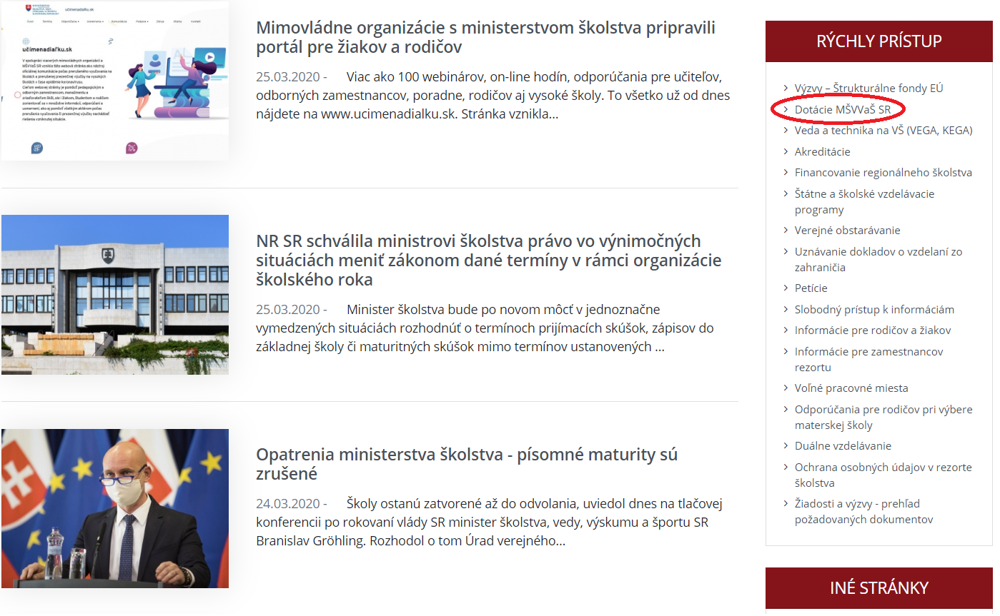 učímenadiaľku.sk
učímenadiaľku.sk
Mimovládne organizácie s ministerstvom školstva pripravili
portál pre žiakov a rodičov
25.03.2020 - Viac ako 100 webinárov, on-line hodín, odporúčania pre učiteľov,
odborných zamestnancov, poradne, rodičov aj vysoké školy. To všetko už od dnes
nájdete na www.ucimenadialku.sk. Stránka vznikla...
NR SR schválila ministrovi školstva právo vo výnimočných
situáciách meniť zákonom dané termíny v rámci organizácie
školského roka
25.03.2020 - Minister školstva bude po novom môcť v jednoznačne
vymedzených situáciách rozhodnúť o termínoch prijímacích skúšok, zápisov do
základnej školy či maturitných skúšok mimo termínov ustanovených ...
Opatrenia ministerstva školstva - písomné maturity sú
zrušené
24.03.2020 - Školy ostanú zatvorené až do odvolania, uviedol dnes na tlačovej
konferencii po rokovaní vlády SR minister školstva, vedy, výskumu a športu SR
Branislav Gröhling. Rozhodol o tom Úrad verejného...
RÝCHLY PRÍSTUP
Výzvy – Štrukturálne fondy EÚ
Dotácie MŠVVaŠ SR
Veda a technika na VŠ (VEGA, KEGA)
Akreditácie
Financovanie regionálneho školstva
Štátne a školské vzdelávacie
programy
Verejné obstarávanie
Uznávanie dokladov o vzdelaní zo
zahraničia
Petície
Slobodný prístup k informáciám
Informácie pre rodičov a žiakov
Informácie pre zamestnancov
rezortu
Voľné pracovné miesta
Odporúčania pre rodičov pri výbere
materskej školy
Duálne vzdelávanie
Ochrana osobných údajov v rezorte
školstva
Žiadosti a výzvy - prehľad
požadovaných dokumentov
INÉ STRÁNKY